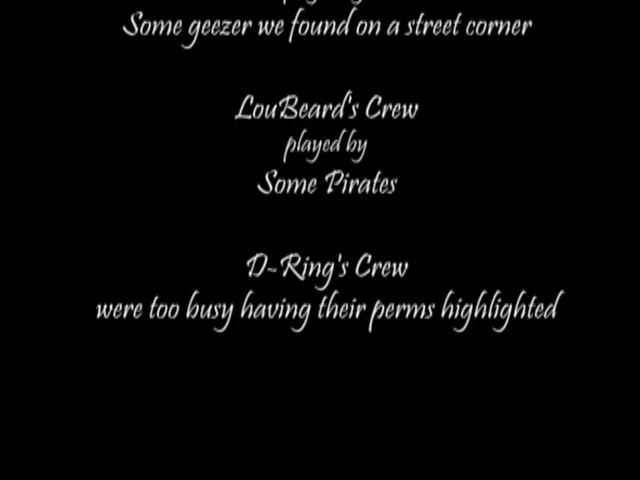 Some geezer we found on a street corner
LouBeard's Crew
played by
Some Pirates
D-Ring's Crew
were too busy having their perms highlighted